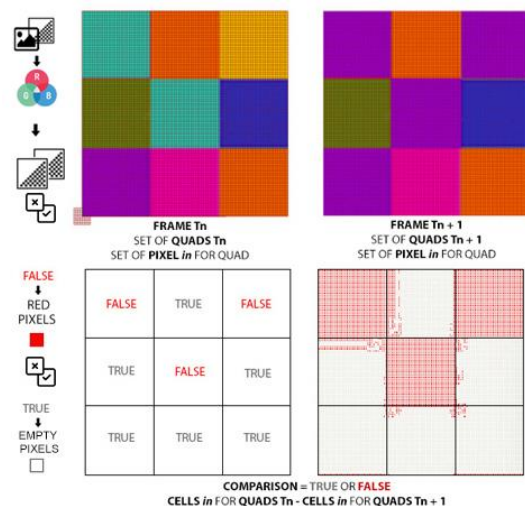 R
G B
FRAME Tn
SET OF QUADS Tn
SET OF PIXEL in FOR QUAD
FRAME Tn + 1
SET OF QUADS Tn + 1
SET OF PIXEL in FOR QUAD
FALSE
RED
PIXELS
TRUE
EMPTY
PIXELS
FALSE TRUE FALSE
TRUE FALSE TRUE
TRUE TRUE TRUE
COMPARISON = TRUE OR FALSE
CELLS in FOR QUADS Tn - CELLS in FOR QUADS Tn + 1